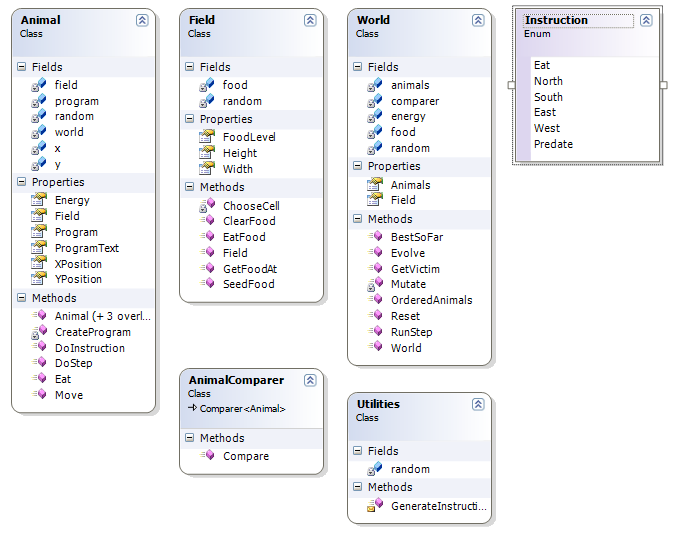 Animal
Class
Fields
field
program
random
world
x
y
Properties
Energy
Field
Program
ProgramText
XPosition
YPosition
Methods
Animal (+ 3 overl...
CreateProgram
DoInstruction
DoStep
Eat
Move
Field
Class
Fields
food
random
Properties
FoodLevel
Height
Width
Methods
ChooseCell
ClearFood
EatFood
Field
GetFoodAt
SeedFood
AnimalComparer
Class
Comparer<Animal>
Methods
Compare
World
Class
Fields
animals
comparer
energy
food
random
Properties
Animals
Field
Methods
BestSoFar
Evolve
GetVictim
Mutate
OrderedAnimals
Reset
RunStep
World
Utilities
Class
Fields
random
Methods
GenerateInstructi...
Instruction
Enum
Eat
North
South
East
West
Predate